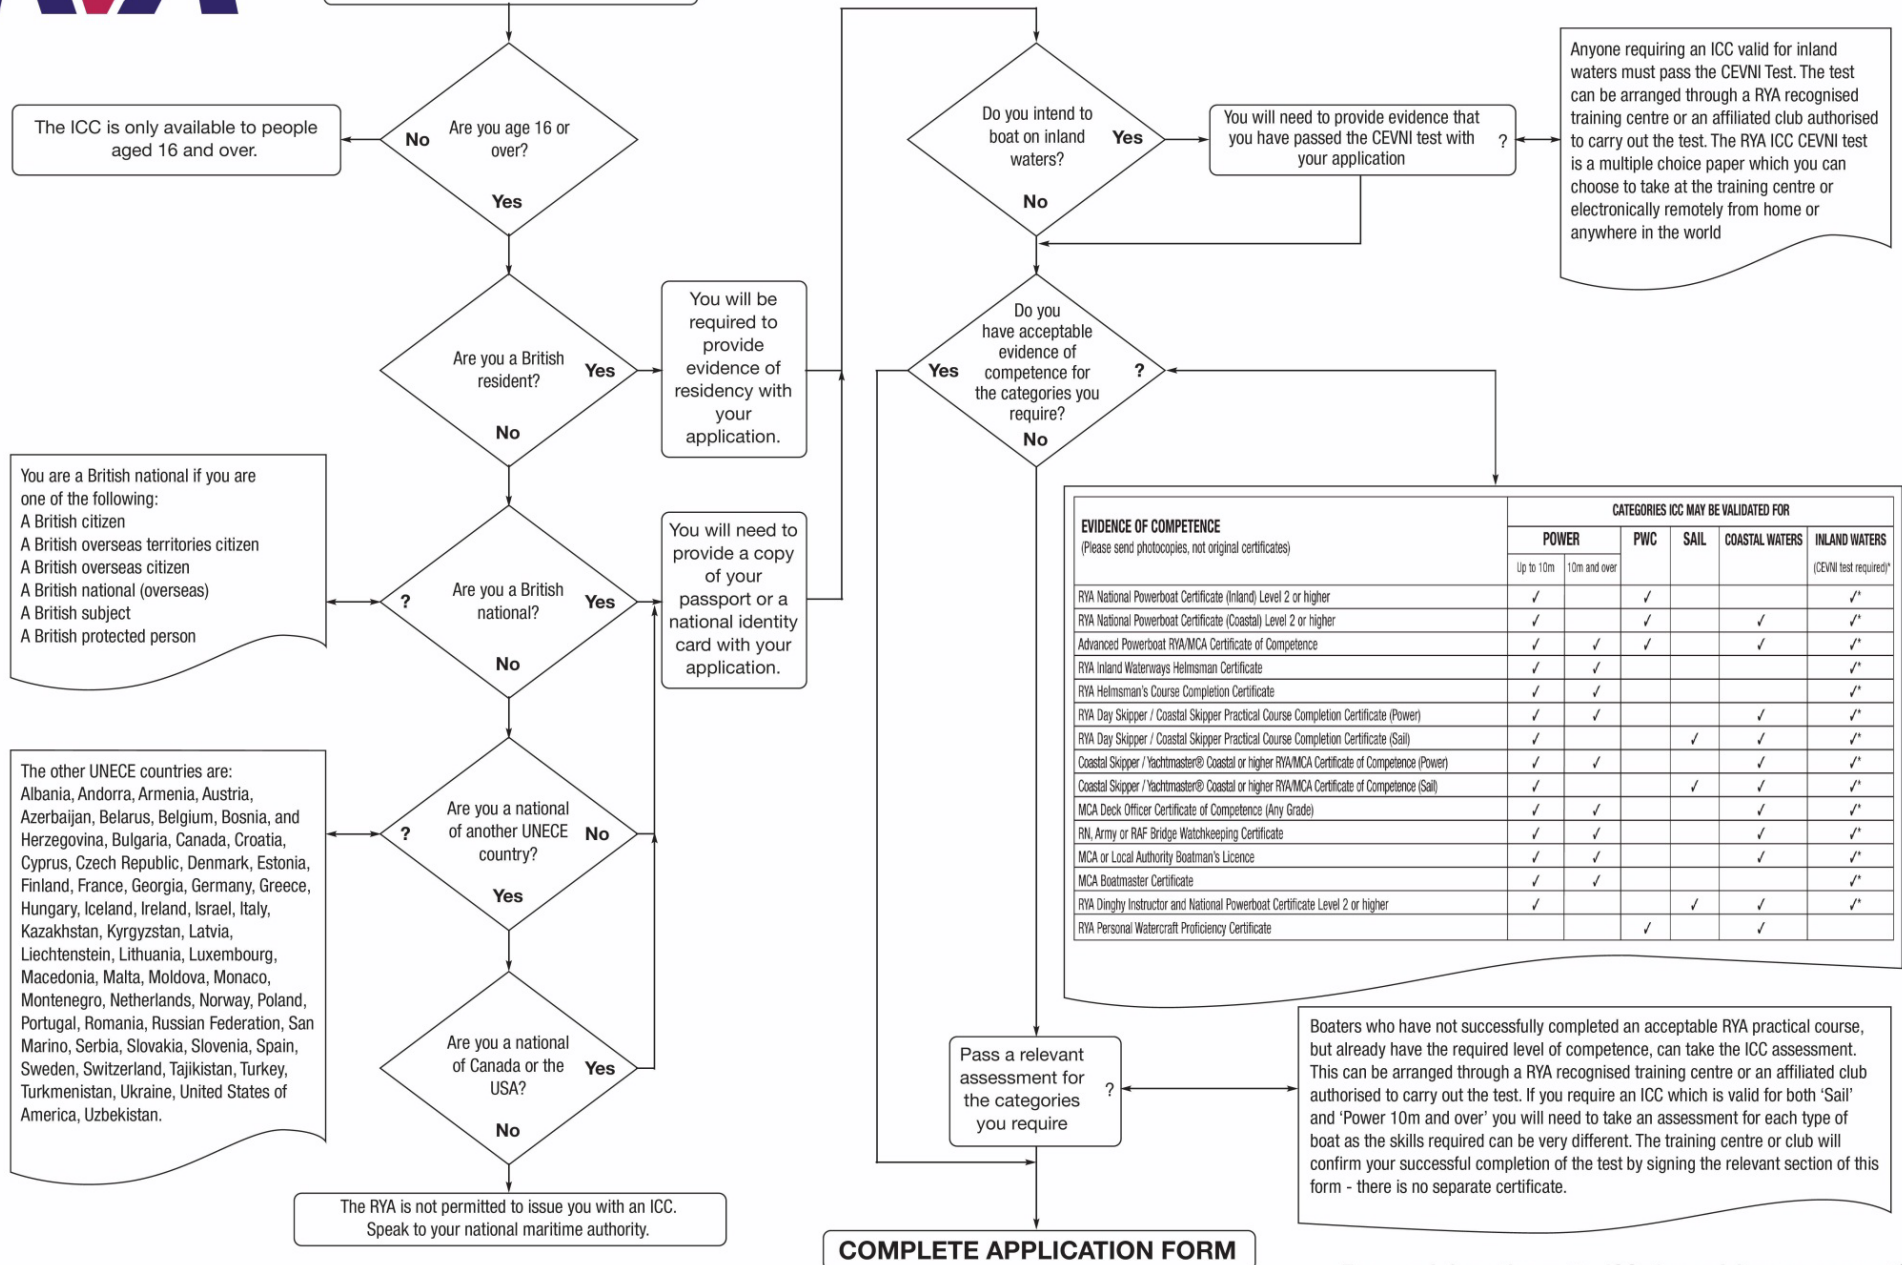 Are you age 16 or
over?
No
Yes
The ICC is only available to people
aged 16 and over.
Are you a British
resident?
Yes
No
You will be
required to
provide
evidence of
residency with
your
application.
Are you a British
national?
?
Yes
No
You are a British national if you are
one of the following:
A British citizen
A British overseas territories citizen
A British overseas citizen
A British national (overseas)
A British subject
A British protected person
You will need to
provide a copy
of your
passport or a
national identity
card with your
application.
Are you a national
of another UNECE
country?
?
No
Yes
The other UNECE countries are:
Albania, Andorra, Armenia, Austria,
Azerbaijan, Belarus, Belgium, Bosnia, and
Herzegovina, Bulgaria, Canada, Croatia,
Cyprus, Czech Republic, Denmark, Estonia,
Finland, France, Georgia, Germany, Greece,
Hungary, Iceland, Ireland, Israel, Italy,
Kazakhstan, Kyrgyzstan, Latvia,
Liechtenstein, Lithuania, Luxembourg,
Macedonia, Malta, Moldova, Monaco,
Montenegro, Netherlands, Norway, Poland,
Portugal, Romania, Russian Federation, San
Marino, Serbia, Slovakia, Slovenia, Spain,
Sweden, Switzerland, Tajikistan, Turkey,
Turkmenistan, Ukraine, United States of
America, Uzbekistan.
Are you a national
of Canada or the
USA?
Yes
No
The RYA is not permitted to issue you with an ICC.
Speak to your national maritime authority.
Do you intend to
boat on inland
waters?
Yes
No
You will need to provide evidence that
you have passed the CEVNI test with
your application
?
Anyone requiring an ICC valid for inland
waters must pass the CEVNI Test. The test
can be arranged through a RYA recognised
training centre or an affiliated club authorised
to carry out the test. The RYA ICC CEVNI test
is a multiple choice paper which you can
choose to take at the training centre or
electronically remotely from home or
anywhere in the world
Do you
have acceptable
evidence of
competence for
the categories you
require?
Yes
?
No
EVIDENCE OF COMPETENCE
(Please send photocopies, not original certificates)
CATEGORIES ICC MAY BE VALIDATED FOR
POWER PWC SAIL COASTAL WATERS INLAND WATERS
Up to 10m 10m and over (CEVNI test required)*
RYA National Powerboat Certificate (Inland) Level 2 or higher ✓ ✓ ✓*
RYA National Powerboat Certificate (Coastal) Level 2 or higher ✓ ✓ ✓ ✓*
Advanced Powerboat RYA/MCA Certificate of Competence ✓ ✓ ✓ ✓ ✓*
RYA Inland Waterways Helmsman Certificate ✓ ✓ ✓*
RYA Helmsman's Course Completion Certificate ✓ ✓ ✓*
RYA Day Skipper / Coastal Skipper Practical Course Completion Certificate (Power) ✓ ✓ ✓ ✓*
RYA Day Skipper / Coastal Skipper Practical Course Completion Certificate (Sail) ✓ ✓ ✓ ✓*
Coastal Skipper / Yachtmaster® Coastal or higher RYA/MCA Certificate of Competence (Power) ✓ ✓ ✓ ✓*
Coastal Skipper / Yachtmaster® Coastal or higher RYA/MCA Certificate of Competence (Sail) ✓ ✓ ✓ ✓*
MCA Deck Officer Certificate of Competence (Any Grade) ✓ ✓ ✓ ✓*
RN, Army or RAF Bridge Watchkeeping Certificate ✓ ✓ ✓ ✓*
MCA or Local Authority Boatman's Licence ✓ ✓ ✓ ✓*
MCA Boatmaster Certificate ✓ ✓ ✓*
RYA Dinghy Instructor and National Powerboat Certificate Level 2 or higher ✓ ✓ ✓ ✓*
RYA Personal Watercraft Proficiency Certificate ✓ ✓
Pass a relevant
assessment for
the categories
you require
?
Boaters who have not successfully completed an acceptable RYA practical course,
but already have the required level of competence, can take the ICC assessment.
This can be arranged through a RYA recognised training centre or an affiliated club
authorised to carry out the test. If you require an ICC which is valid for both ‘Sail’
and ‘Power 10m and over’ you will need to take an assessment for each type of
boat as the skills required can be very different. The training centre or club will
confirm your successful completion of the test by signing the relevant section of this
form - there is no separate certificate.
COMPLETE APPLICATION FORM